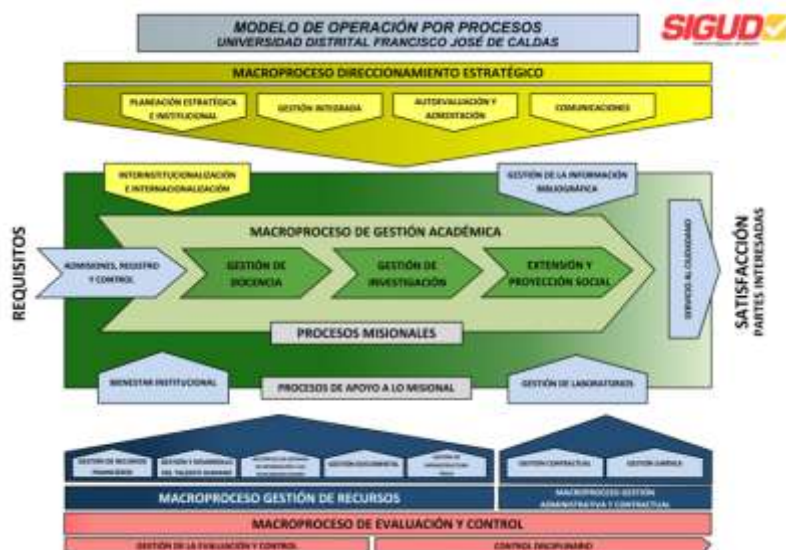 MODELO DE OPERACIÓN POR PROCESOS
UNIVERSIDAD DISTRITAL FRANCISCO JOSÉ DE CALDAS
SIGUD
MACROPROCESO DIRECCIONAMIENTO ESTRATÉGICO
PLANEACIÓN ESTRATÉGICA
E INSTITUCIONAL
GESTIÓN INTEGRADA
AUTOEVALUACIÓN Y
ACREDITACIÓN
COMUNICACIONES
INTERINSTITUCIONALIZACIÓN
E INTERNACIONALIZACIÓN
GESTIÓN DE LA INFORMACIÓN
BIBLIOGRÁFICA
REQUISITOS
MACROPROCESO DE GESTIÓN ACADÉMICA
ADMISIONES, REGISTRO
Y CONTROL
GESTIÓN DE
DOCENCIA
GESTIÓN DE
INVESTIGACIÓN
EXTENSIÓN Y
PROYECCIÓN SOCIAL
SERVICIO AL CIUDADANO
SATISFACCIÓN
PARTES INTERESADAS
PROCESOS MISIONALES
BIENESTAR INSTITUCIONAL
PROCESOS DE APOYO A LO MISIONAL
GESTIÓN DE LABORATORIOS
GESTIÓN DE RECURSOS
FINANCIEROS
GESTIÓN Y DESARROLLO
DEL TALENTO HUMANO
GESTIÓN DOCUMENTAL
GESTIÓN DE
INFRAESTRUCTURA
FÍSICA
GESTIÓN CONTRACTUAL
GESTIÓN JURÍDICA
MACROPROCESO GESTIÓN DE RECURSOS
MACROPROCESO GESTIÓN
ADMINISTRATIVA Y CONTRACTUAL
MACROPROCESO DE EVALUACIÓN Y CONTROL
GESTIÓN DE LA EVALUACIÓN Y CONTROL
CONTROL DISCIPLINARIO